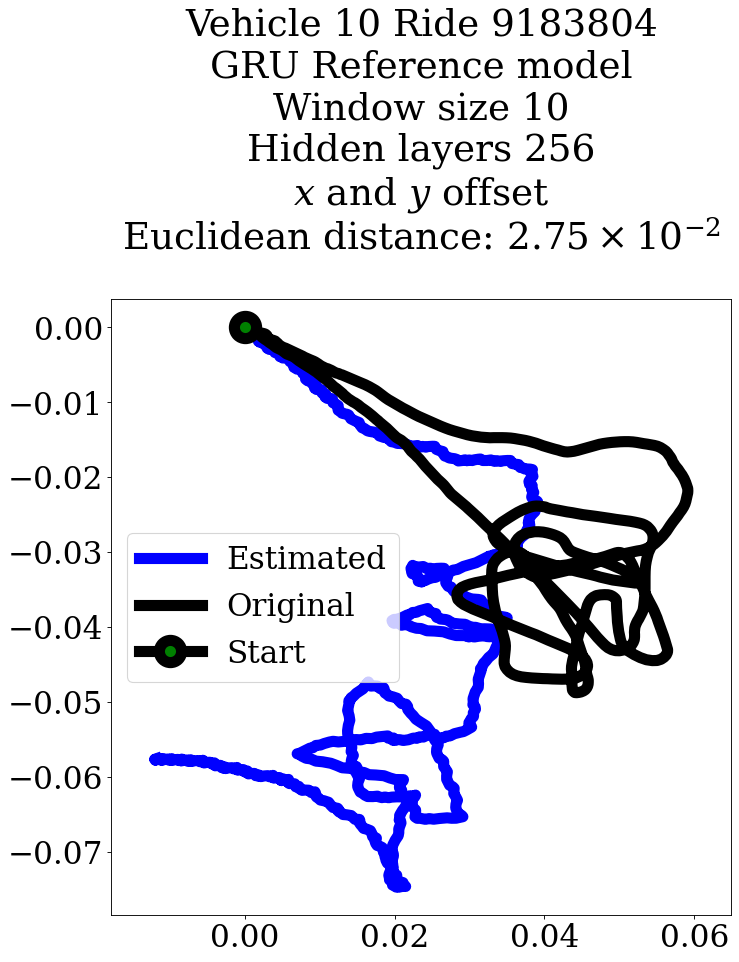 Vehicle 10 Ride 9183804
GRU Reference model
Window size 10
Hidden layers 256
x and y offset
Euclidean distance: 2.75 × 10⁻²
0.00
−0.01
−0.02
−0.03
−0.04
−0.05
−0.06
−0.07
Estimated
Original
Start
0.00 0.02 0.04 0.06